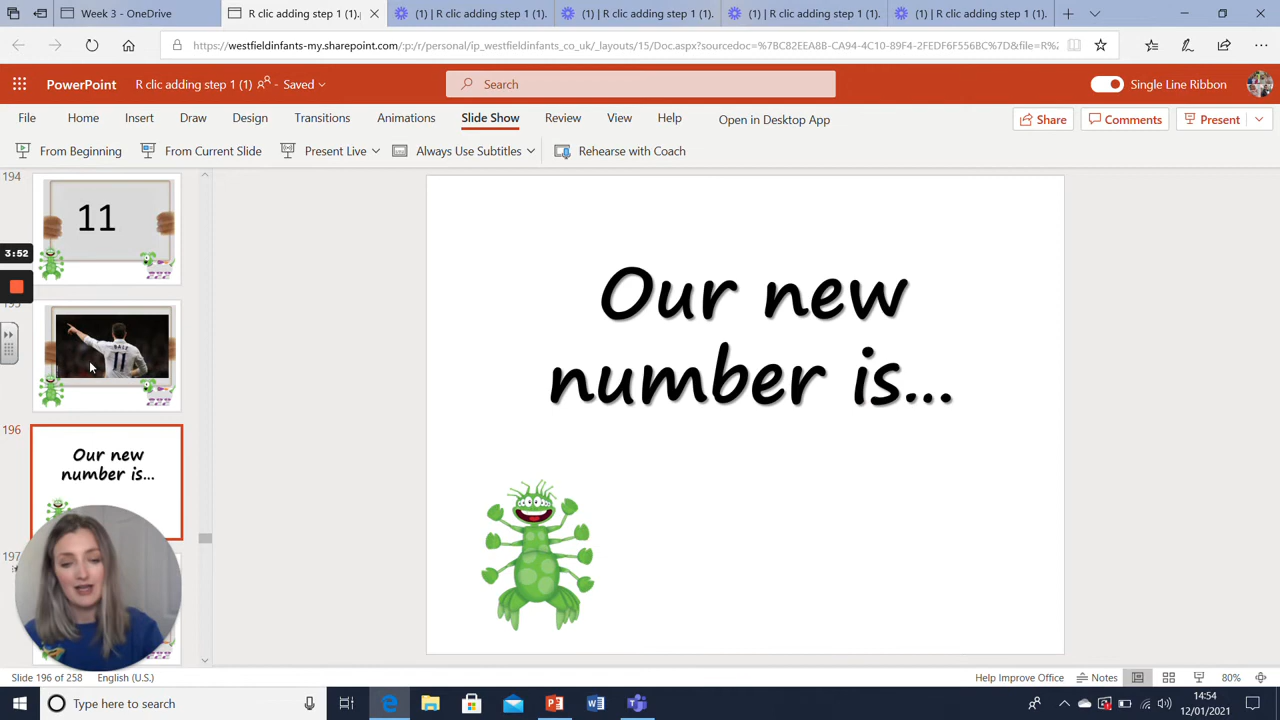 Week 3 - OneDrive
R clic adding step 1 (1).
(1) | R clic adding step 1 (1).
(1) | R clic adding step 1 (1).
(1) | R clic adding step 1 (1).
(1) | R clic adding step 1 (1).
https://westfieldinfants-my.sharepoint.com/:p:/r/personal/ip_westfieldinfants_co_uk/_layouts/15/Doc.aspx?sourcedoc=%7BC82EEA8B-CA94-4C10-89F4-2FEDF6F556BC%7D&file=R%
PowerPoint
R clic adding step 1 (1)
- Saved
Search
Single Line Ribbon
File
Home
Insert
Draw
Design
Transitions
Animations
Slide Show
Review
View
Help
Open in Desktop App
Share
Comments
Present
From Beginning
From Current Slide
Present Live
Always Use Subtitles
Rehearse with Coach
194
11
3:52
195
BALE
11
196
Our new
number is...
197
Our new
number is...
Slide 196 of 258
English (U.S.)
Help Improve Office
Notes
80%
Type here to search
14:54
12/01/2021